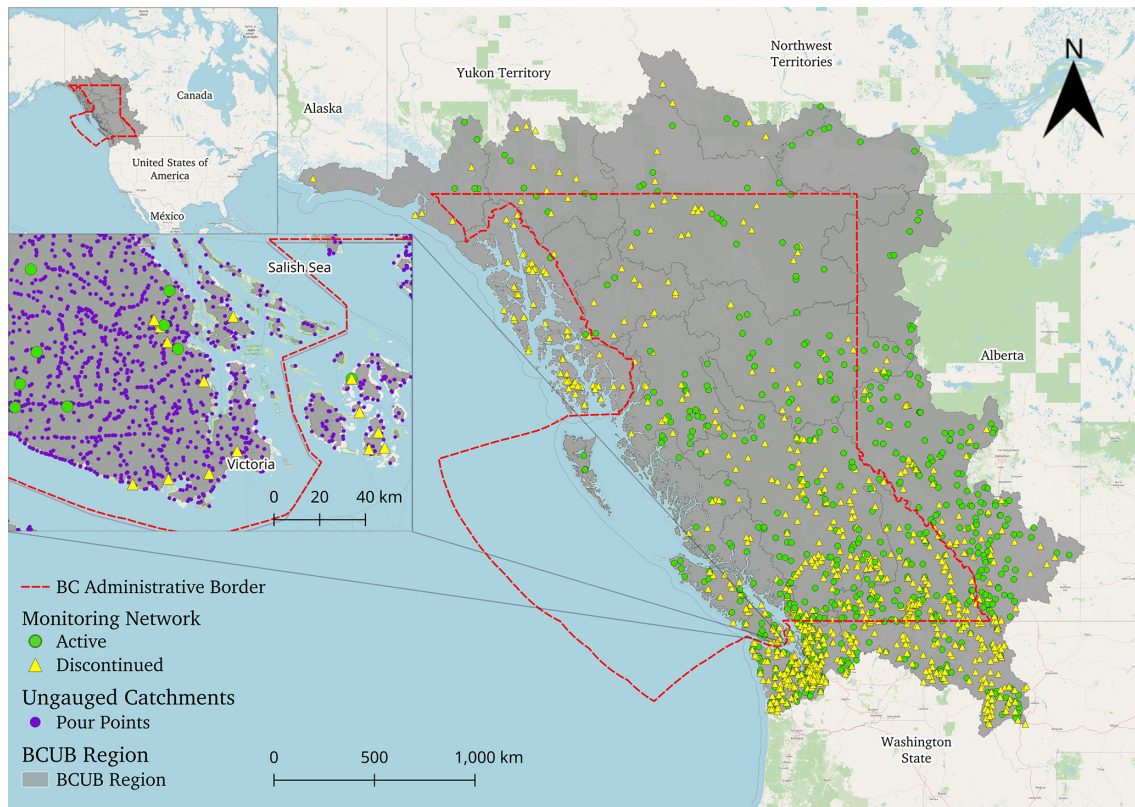 Canada
United States of
America
México
Yukon Territory
Northwest
Territories
Alaska
N
Alberta
Salish Sea
Victoria
0 20 40 km
BC Administrative Border
Monitoring Network
Active
Discontinued
Ungauged Catchments
Pour Points
BCUB Region
BCUB Region
0 500 1,000 km
Washington
State